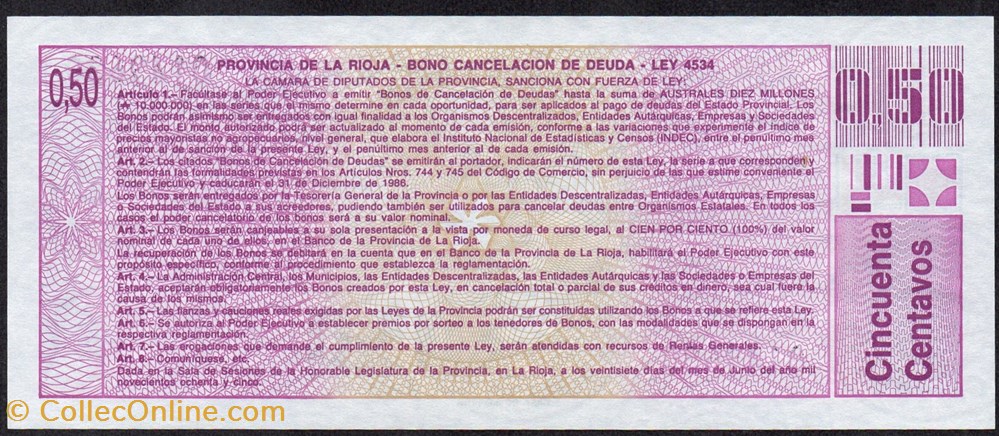 0,50
PROVINCIA DE LA RIOJA - BONO CANCELACION DE DEUDA - LEY 4534
LA CÁMARA DE DIPUTADOS DE LA PROVINCIA, SANCIONA CON FUERZA DE LEY:
Artículo 1.– Facúltase al Poder Ejecutivo a emitir "Bonos de Cancelación de Deudas" hasta la suma de AUSTRALES DIEZ MILLONES
(₳ 10.000.000) en las series que el mismo determine en cada oportunidad, para ser aplicados al pago de deudas del Estado Provincial. Los
Bonos podrán asimismo ser entregados con igual finalidad a los Organismos Descentralizados, Entidades Autárquicas, Empresas y Sociedades
del Estado. El monto autorizado podrá ser actualizado al momento de cada emisión, conforme a las variaciones que experimente el índice de
precios mayoristas no agropecuarios, nivel general, que elabora el Instituto Nacional de Estadísticas y Censos (INDEC), entre el penúltimo mes
anterior al de sanción de la presente Ley, y el penúltimo mes anterior al de cada emisión.
Art. 2.– Los citados "Bonos de Cancelación de Deudas" se emitirán al portador, indicarán el número de esta Ley, la serie a que corresponden y
contendrán las formalidades previstas en los Artículos Nros. 744 y 745 del Código de Comercio, sin perjuicio de las que estime conveniente el
Poder Ejecutivo y caducarán el 31 de Diciembre de 1986.
Los Bonos serán entregados por la Tesorería General de la Provincia o por las Entidades Descentralizadas, Entidades Autárquicas, Empresas
o Sociedades del Estado a sus acreedores, pudiendo también ser utilizados para cancelar deudas entre Organismos Estatales. En todos los
casos el poder cancelatorio de los bonos será a su valor nominal.
Art. 3.– Los Bonos serán canjeables a su sola presentación a la vista por moneda de curso legal, al CIEN POR CIENTO (100%) del valor
nominal de cada uno de ellos, en el Banco de la Provincia de La Rioja.
La recuperación de los Bonos se debitará en la cuenta que en el Banco de la Provincia de La Rioja, habilitará el Poder Ejecutivo con este
propósito específico, conforme al procedimiento que establezca la reglamentación.
Art. 4.– La Administración Central, los Municipios, las Entidades Descentralizadas, las Entidades Autárquicas y las Sociedades o Empresas del
Estado, aceptarán obligatoriamente los Bonos creados por esta Ley, en cancelación total o parcial de sus créditos en dinero, sea cual fuera la
causa de los mismos.
Art. 5.– Las fianzas y cauciones reales exigidas por las Leyes de la Provincia podrán ser constituidas utilizando los Bonos a que se refiere esta Ley.
Art. 6.– Se autoriza al Poder Ejecutivo a establecer premios por sorteo a los tenedores de Bonos, con las modalidades que se dispongan en la
respectiva reglamentación.
Art. 7.– Las erogaciones que demande el cumplimiento de la presente Ley, serán atendidas con recursos de Rentas Generales.
Art. 8.– Comuníquese, etc.
Dada en la Sala de Sesiones de la Honorable Legislatura de la Provincia, en La Rioja, a los veintisiete días del mes de Junio del año mil
novecientos ochenta y cinco.
0.50
Cincuenta
Centavos
© CollecOnline.com